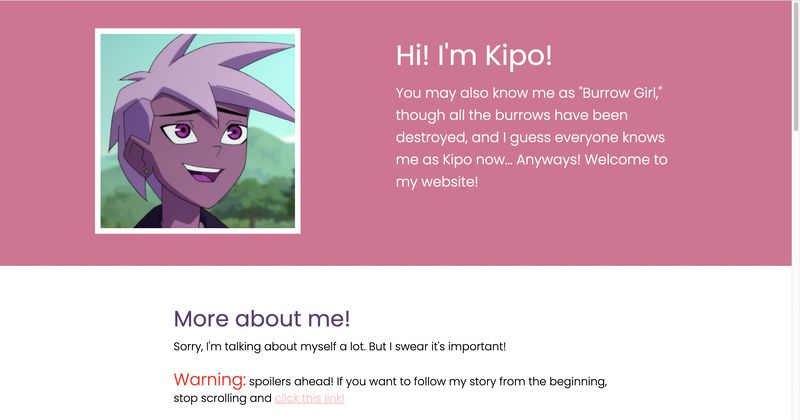 Hi! I'm Kipo!
You may also know me as "Burrow Girl,"
though all the burrows have been
destroyed, and I guess everyone knows
me as Kipo now... Anyways! Welcome to
my website!
More about me!
Sorry, I'm talking about myself a lot. But I swear it's important!
Warning: spoilers ahead! If you want to follow my story from the beginning,
stop scrolling and click this link!